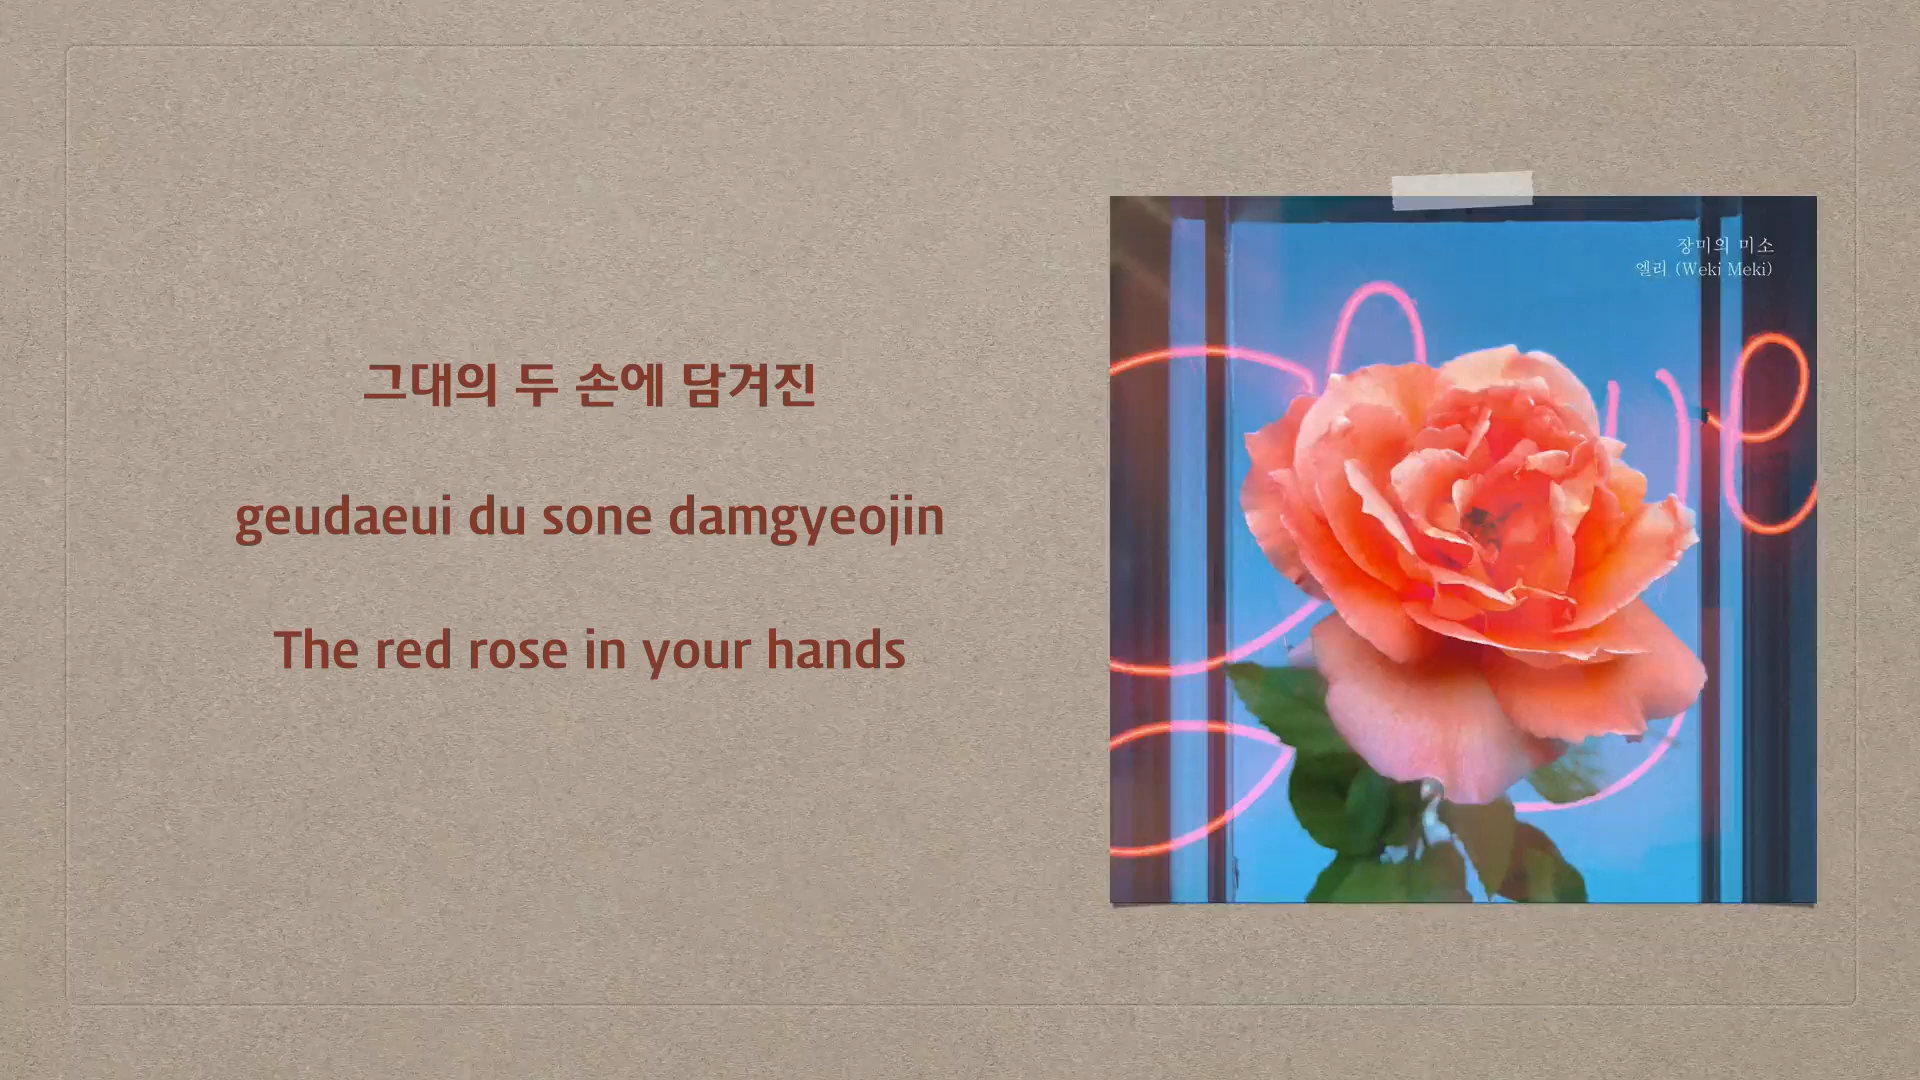 그대의 두 손에 담겨진
geudaeui du sone damgyeojin
The red rose in your hands
장미의 미소
엘리 (Weki Meki)